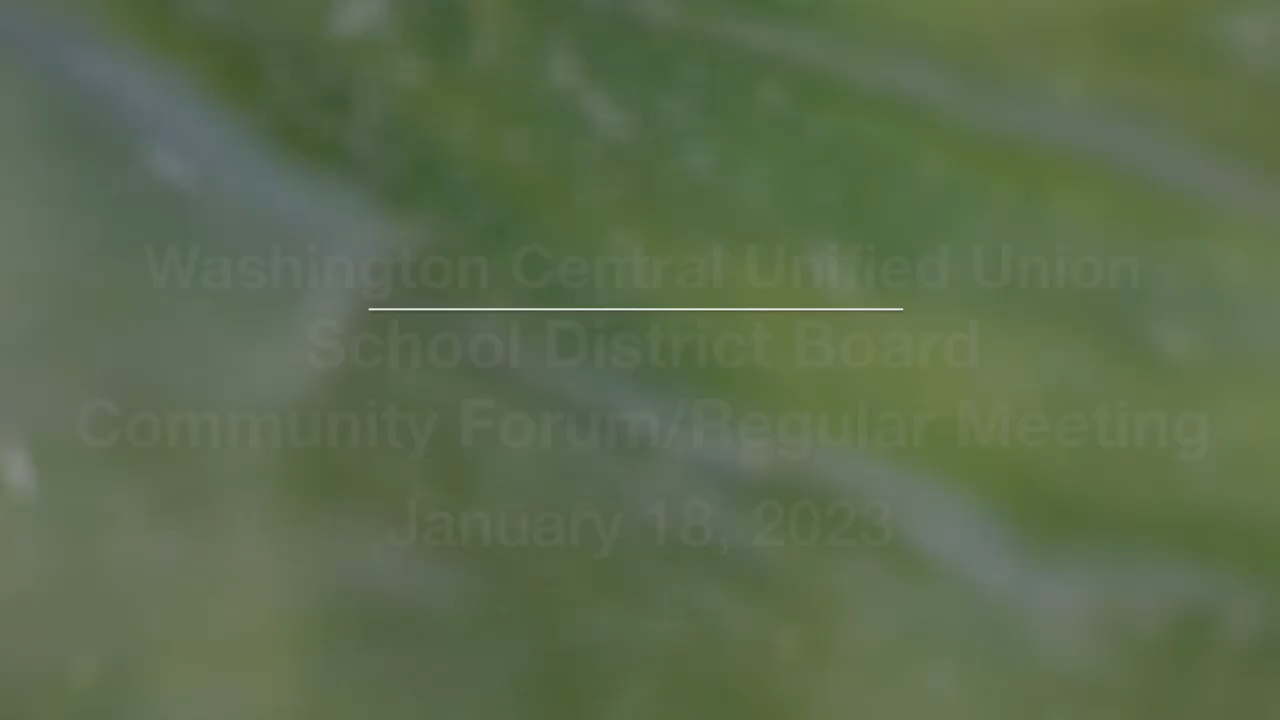 Washington Central Unified Union
School District Board
Community Forum/Regular Meeting
January 18, 2023